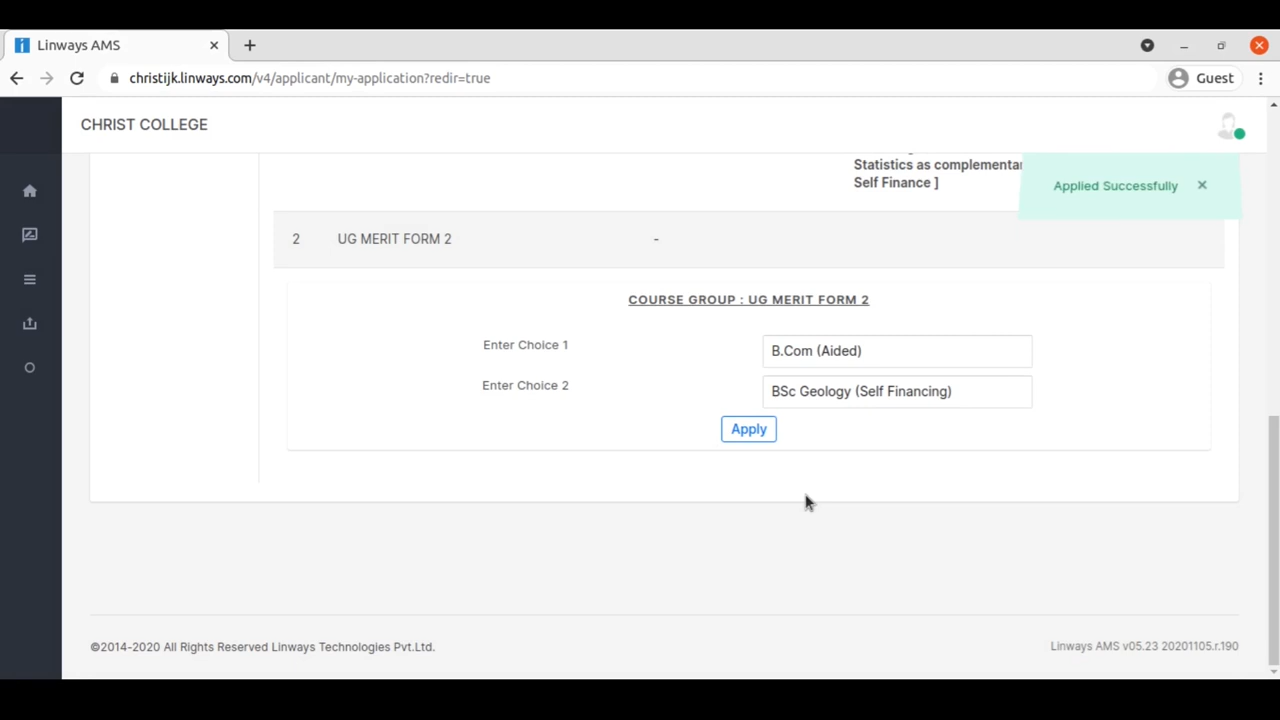 Linways AMS
christijk.linways.com/v4/applicant/my-application?redir=true
Guest
CHRIST COLLEGE
Statistics as complementar
Self Finance ]
Applied Successfully
2 UG MERIT FORM 2 -
COURSE GROUP : UG MERIT FORM 2
Enter Choice 1 B.Com (Aided)
Enter Choice 2 BSc Geology (Self Financing)
Apply
©2014-2020 All Rights Reserved Linways Technologies Pvt.Ltd.
Linways AMS v05.23 20201105.r.190